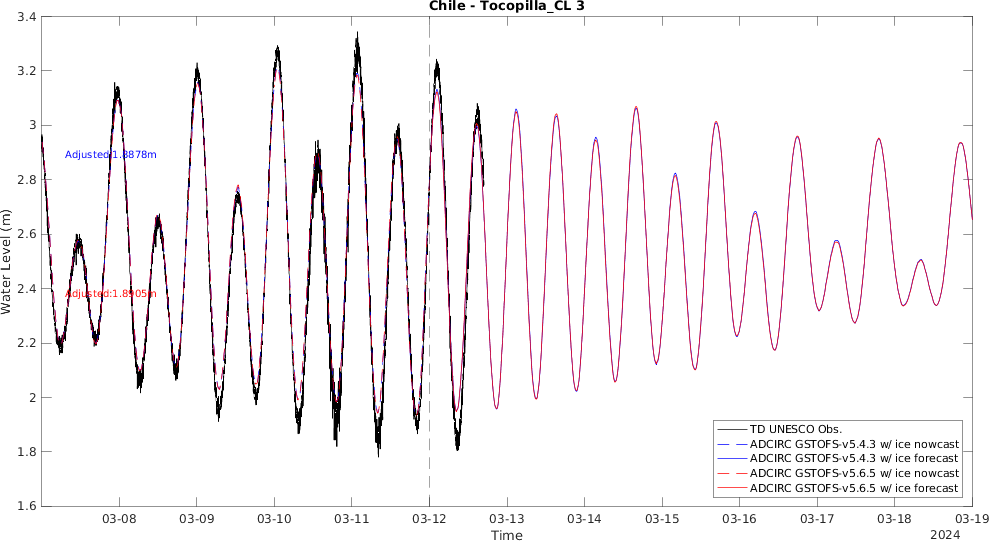 Chile - Tocopilla_CL 3
3.4
3.2
3
2.8
2.6
2.4
2.2
2
1.8
1.6
Water Level (m)
Adjusted:1.8878m
Adjusted:1.8905m
TD UNESCO Obs.
ADCIRC GSTOFS-v5.4.3 w/ ice nowcast
ADCIRC GSTOFS-v5.4.3 w/ ice forecast
ADCIRC GSTOFS-v5.6.5 w/ ice nowcast
ADCIRC GSTOFS-v5.6.5 w/ ice forecast
03-08 03-09 03-10 03-11 03-12 03-13 03-14 03-15 03-16 03-17 03-18 03-19
Time
2024